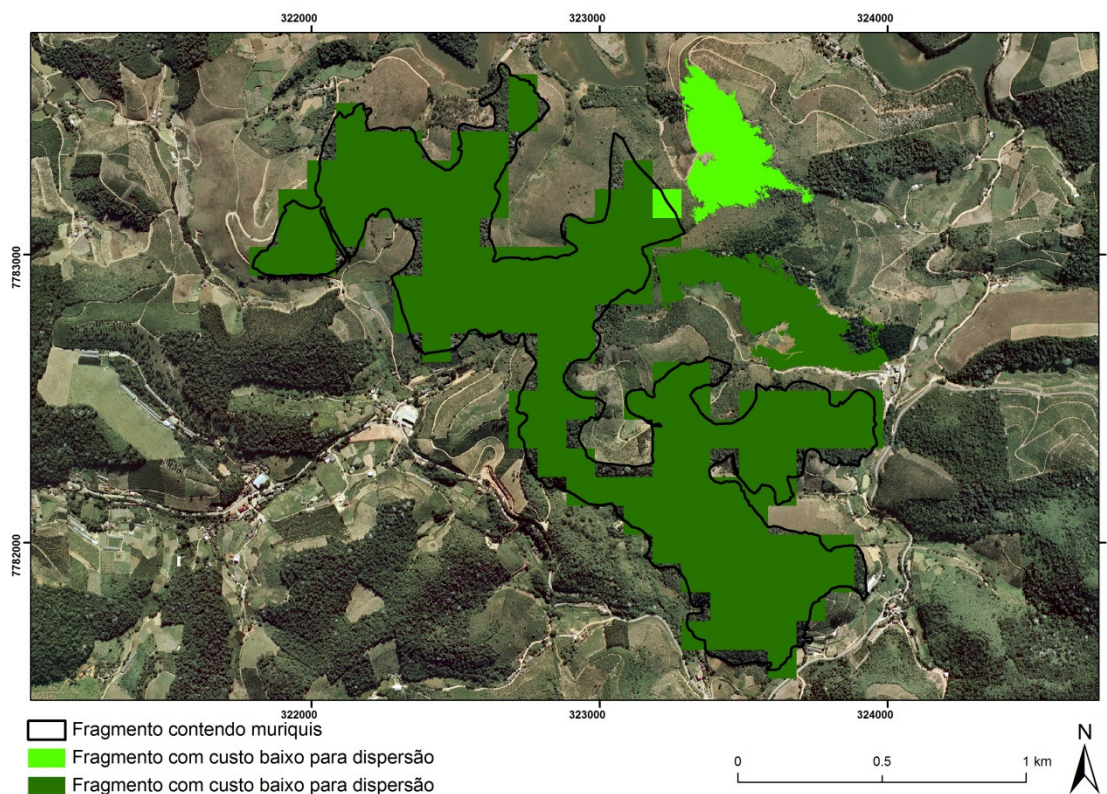 322000 323000 324000
7783000
7782000
322000 323000 324000
Fragmento contendo muriquis
Fragmento com custo baixo para dispersão
Fragmento com custo baixo para dispersão
0 0.5 1 km
N